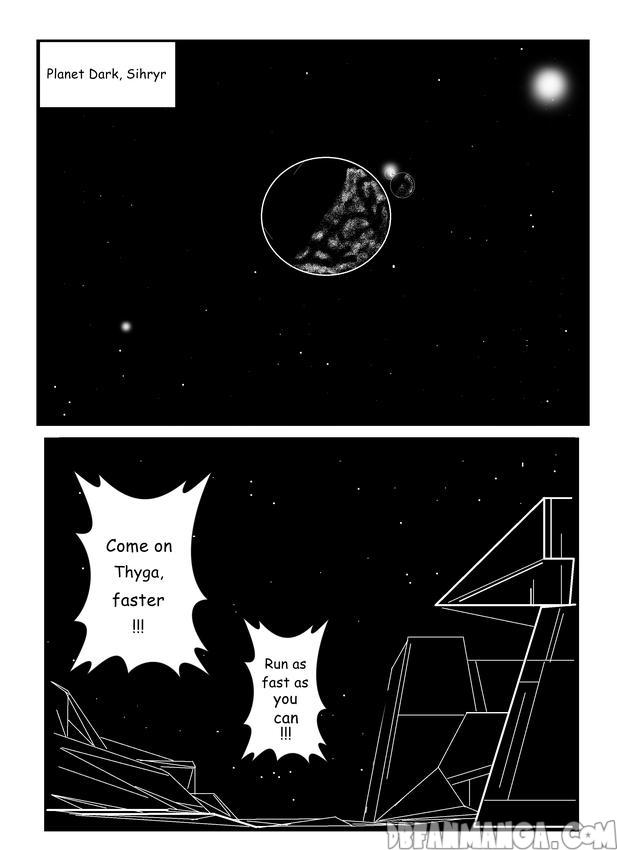 Planet Dark, Sihryr
Come on
Thyga,
faster
!!!
Run as
fast as
you
can
!!!
DBFANMANGA.COM